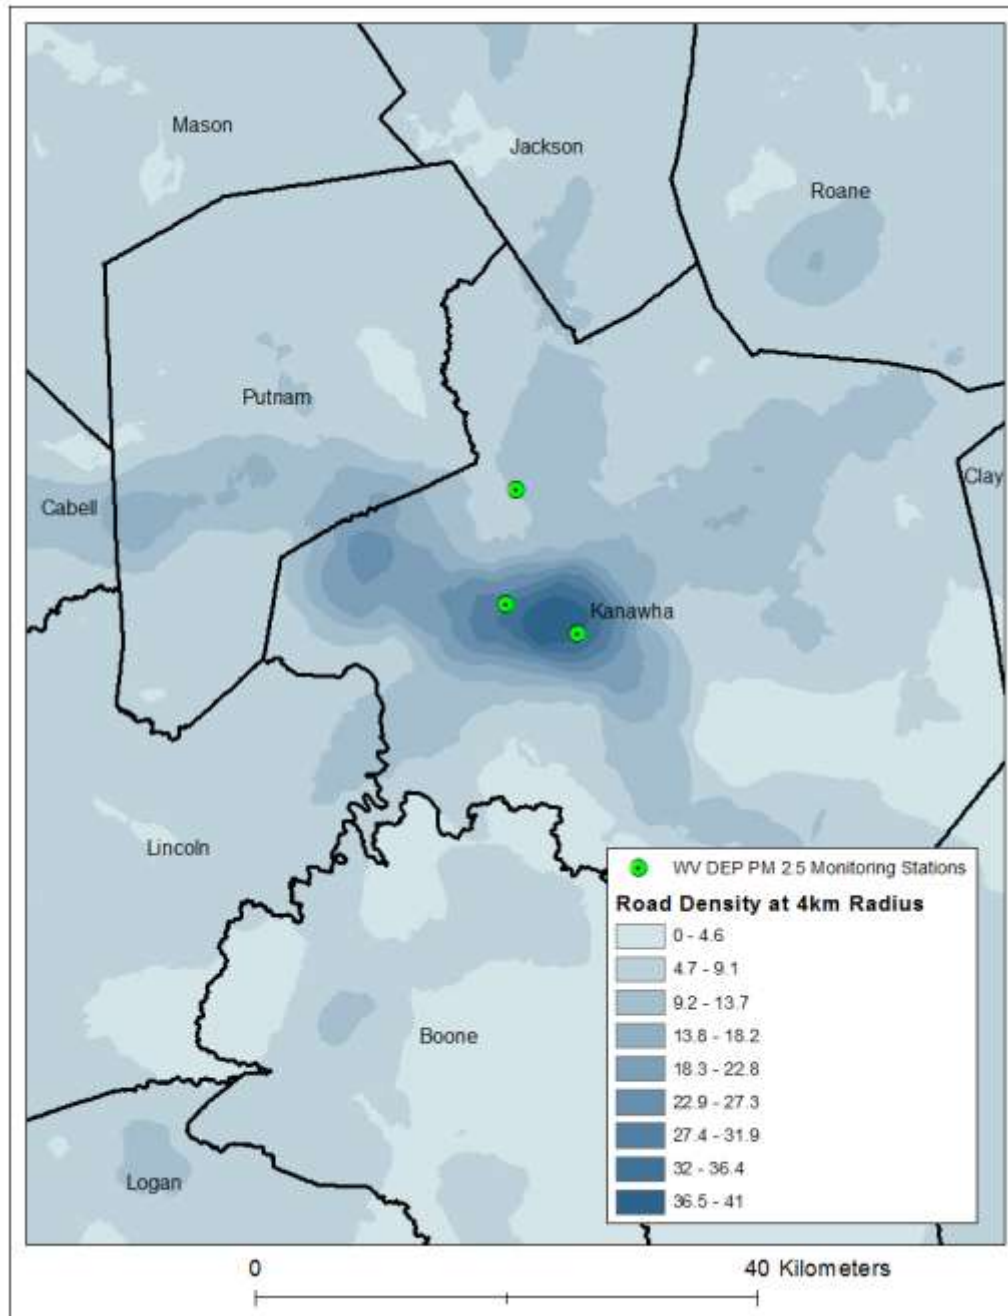 Mason
Jackson
Roane
Putnam
Clay
Cabell
Kanawha
Lincoln
WV DEP PM 2.5 Monitoring Stations
Road Density at 4km Radius
0 - 4.6
4.7 - 9.1
9.2 - 13.7
13.8 - 18.2
18.3 - 22.8
22.9 - 27.3
27.4 - 31.9
32 - 36.4
36.5 - 41
Boone
Logan
0 40 Kilometers